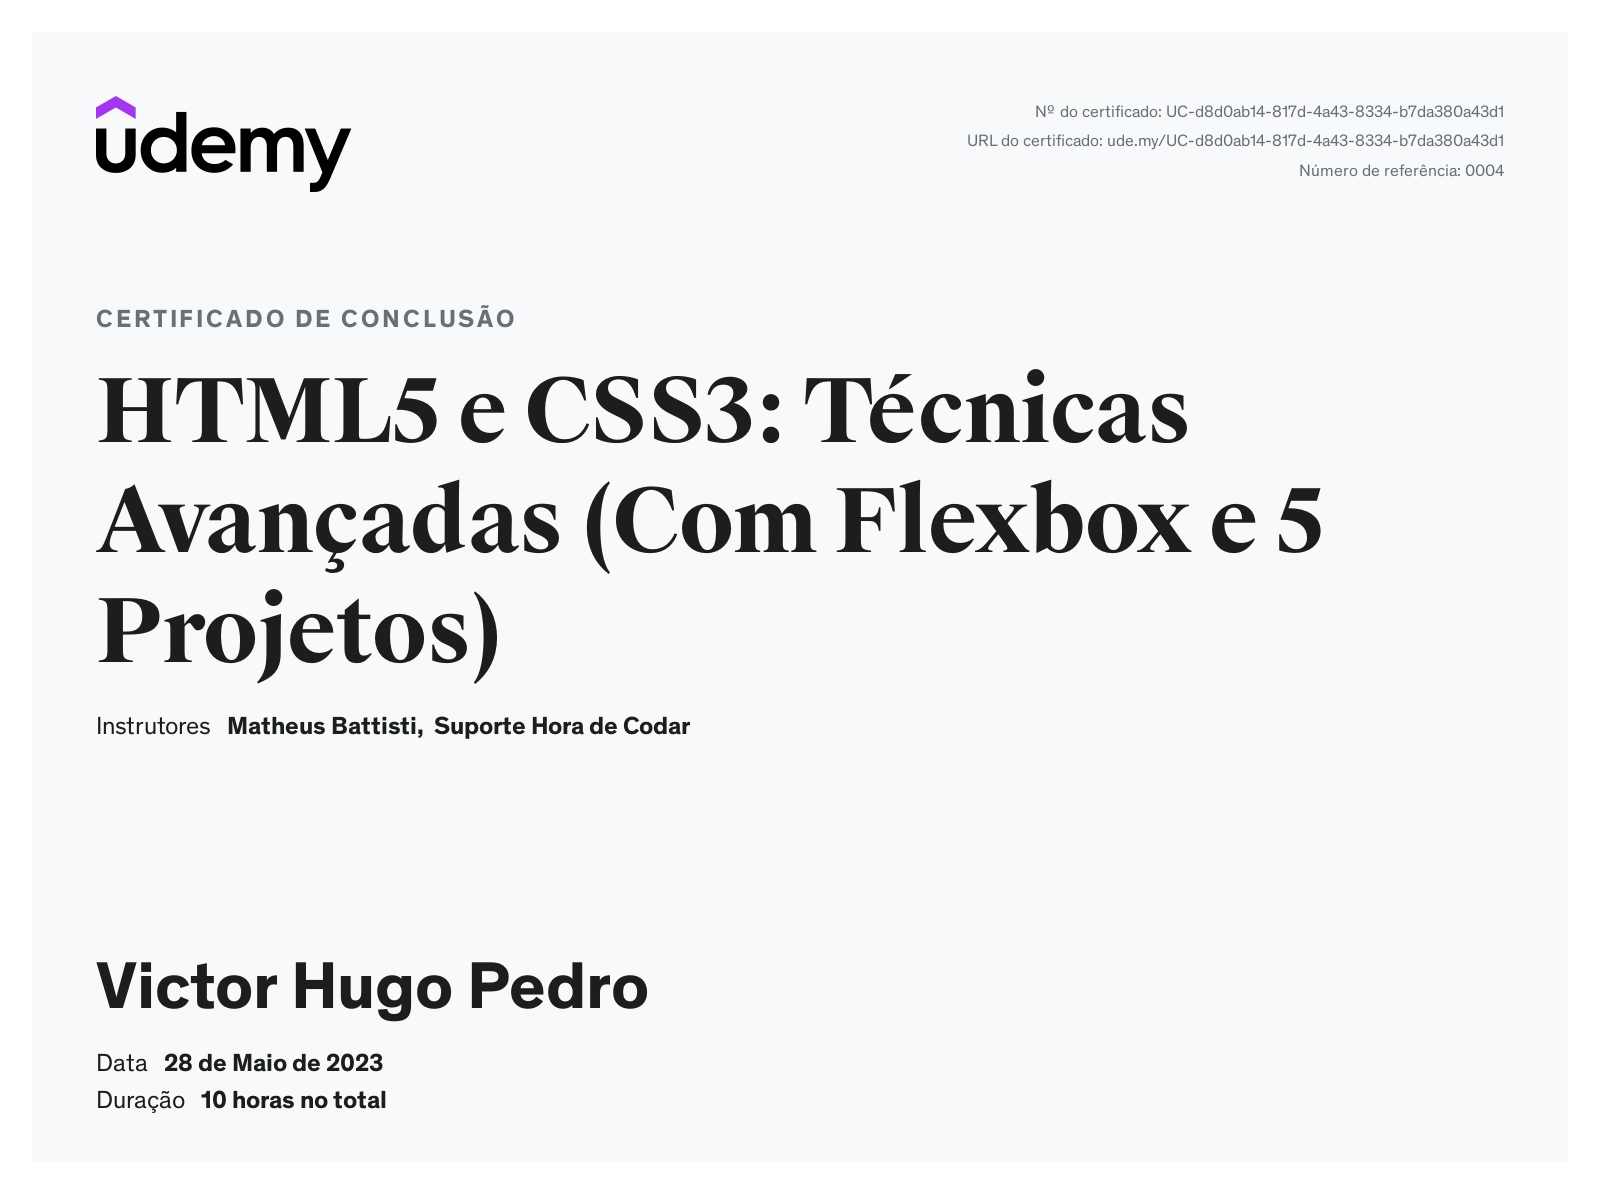 udemy
Nº do certificado: UC-d8d0ab14-817d-4a43-8334-b7da380a43d1
URL do certificado: ude.my/UC-d8d0ab14-817d-4a43-8334-b7da380a43d1
Número de referência: 0004
CERTIFICADO DE CONCLUSÃO
HTML5 e CSS3: Técnicas
Avançadas (Com Flexbox e 5
Projetos)
Instrutores Matheus Battisti, Suporte Hora de Codar
Victor Hugo Pedro
Data 28 de Maio de 2023
Duração 10 horas no total